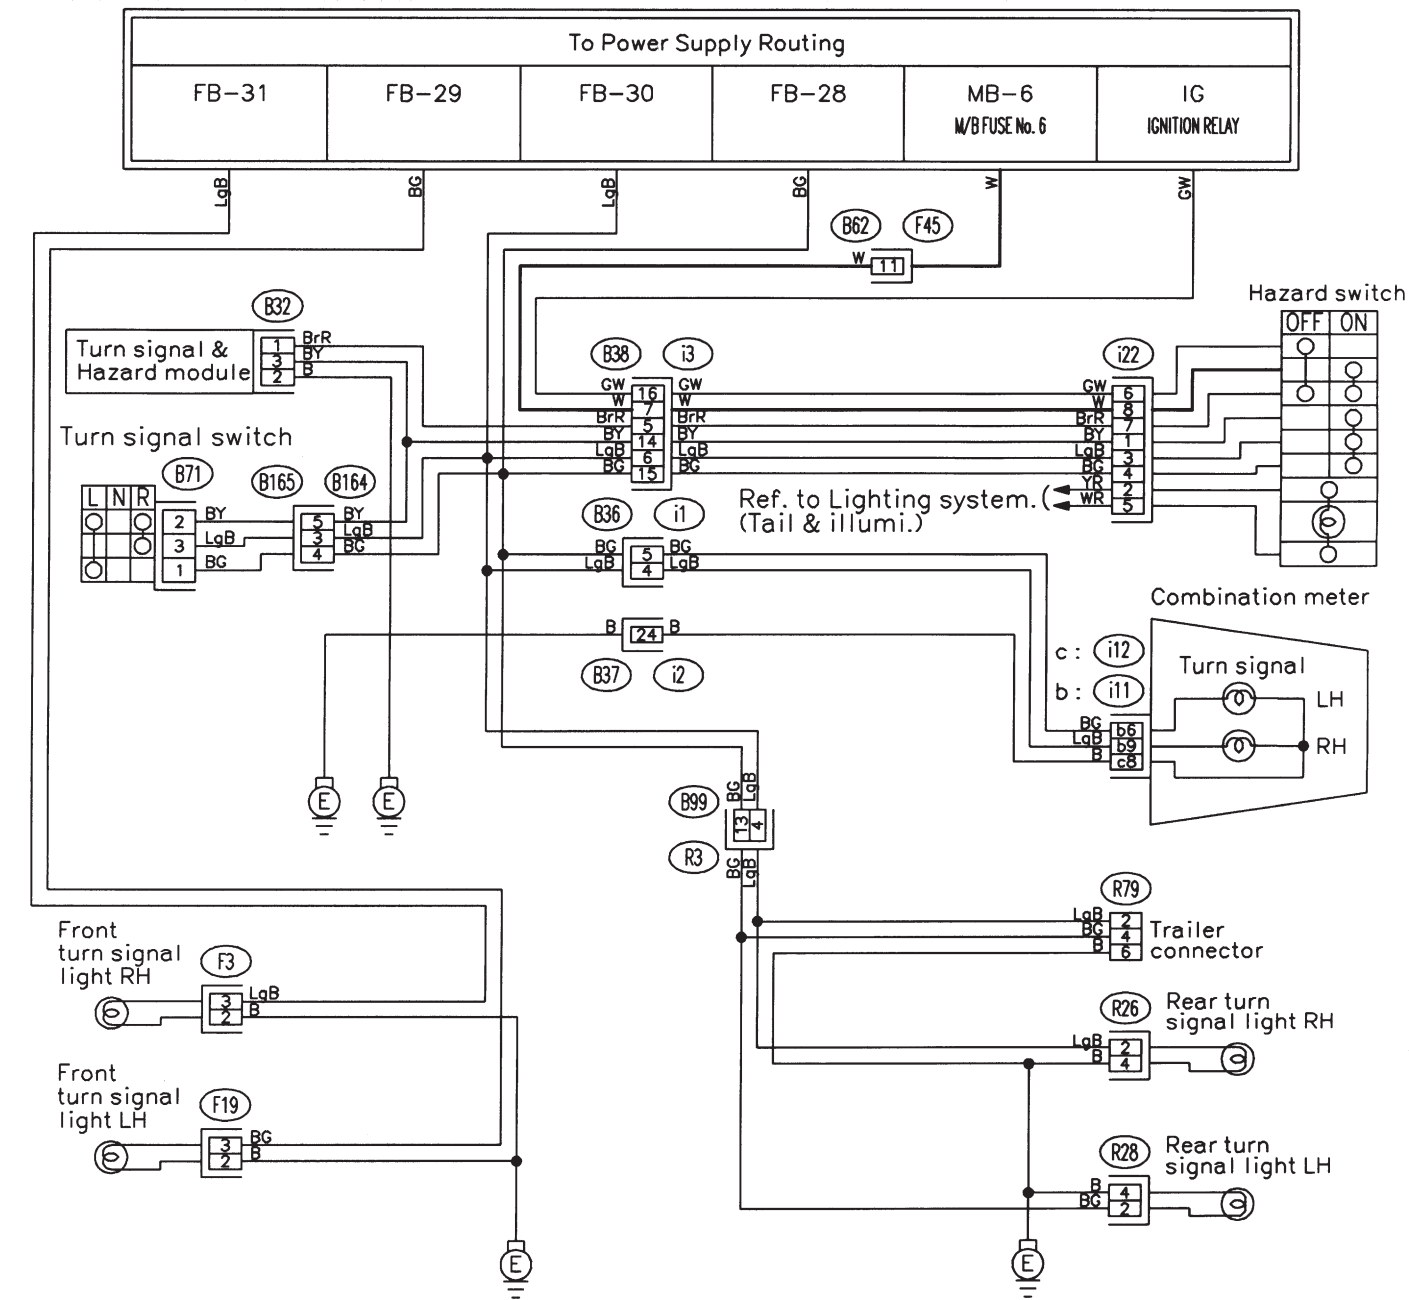 To Power Supply Routing
FB-31 FB-29 FB-30 FB-28 MB-6 IG
M/B FUSE No. 6 IGNITION RELAY
LgB BG LgB BG W GW
B62 F45
W 11
B32
Hazard switch
OFF ON
Turn signal &
Hazard module
1 BrR
3 BY
2 B
B38 i3 i22
GW 16 GW GW 6
W 7 W W 8
BrR 5 BrR BrR 7
BY 14 BY BY 1
LgB 6 LgB LgB 3
BG 15 BG BG 4
YR 2
WR 5
Ref. to Lighting system.
(Tail & illumi.)
Turn signal switch
B71 B165 B164
L N R
2 BY 5 BY
3 LgB 3 LgB
1 BG 4 BG
B36 i1
BG 5 BG
LgB 4 LgB
B 24 B
B37 i2
Combination meter
c : i12
b : i11
Turn signal
LH
RH
BG b6
LgB b9
B c8
E E
BG LgB
B99
13 4
R3
BG LgB
R79
LgB 2
BG 4
B 6
Trailer
connector
Front
turn signal
light RH
F3
3 LgB
2 B
R26
LgB 2
B 4
Rear turn
signal light RH
Front
turn signal
light LH
F19
3 BG
2 B
R28
B 4
BG 2
Rear turn
signal light LH
E E